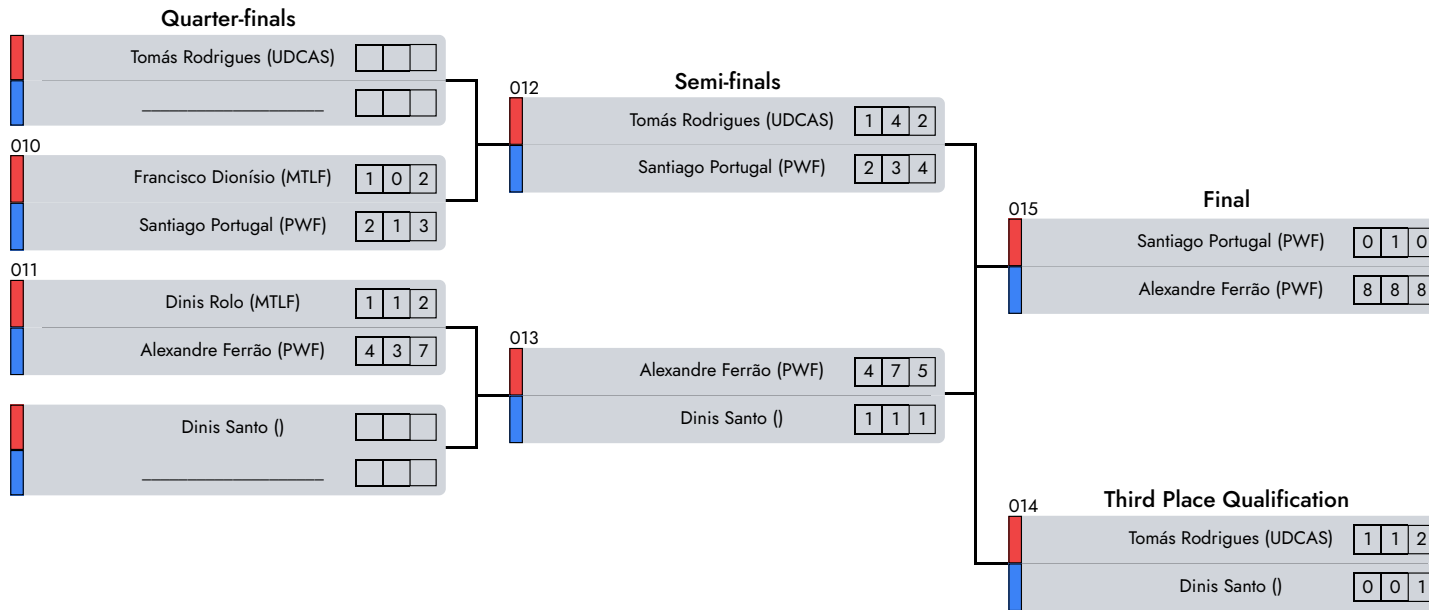 Quarter-finals
Tomás Rodrigues (UDCAS)
____________________
010
Francisco Dionísio (MTLF) 1 0 2
Santiago Portugal (PWF) 2 1 3
011
Dinis Rolo (MTLF) 1 1 2
Alexandre Ferrão (PWF) 4 3 7
Dinis Santo ()
____________________
Semi-finals
012
Tomás Rodrigues (UDCAS) 1 4 2
Santiago Portugal (PWF) 2 3 4
013
Alexandre Ferrão (PWF) 4 7 5
Dinis Santo () 1 1 1
Final
015
Santiago Portugal (PWF) 0 1 0
Alexandre Ferrão (PWF) 8 8 8
Third Place Qualification
014
Tomás Rodrigues (UDCAS) 1 1 2
Dinis Santo () 0 0 1